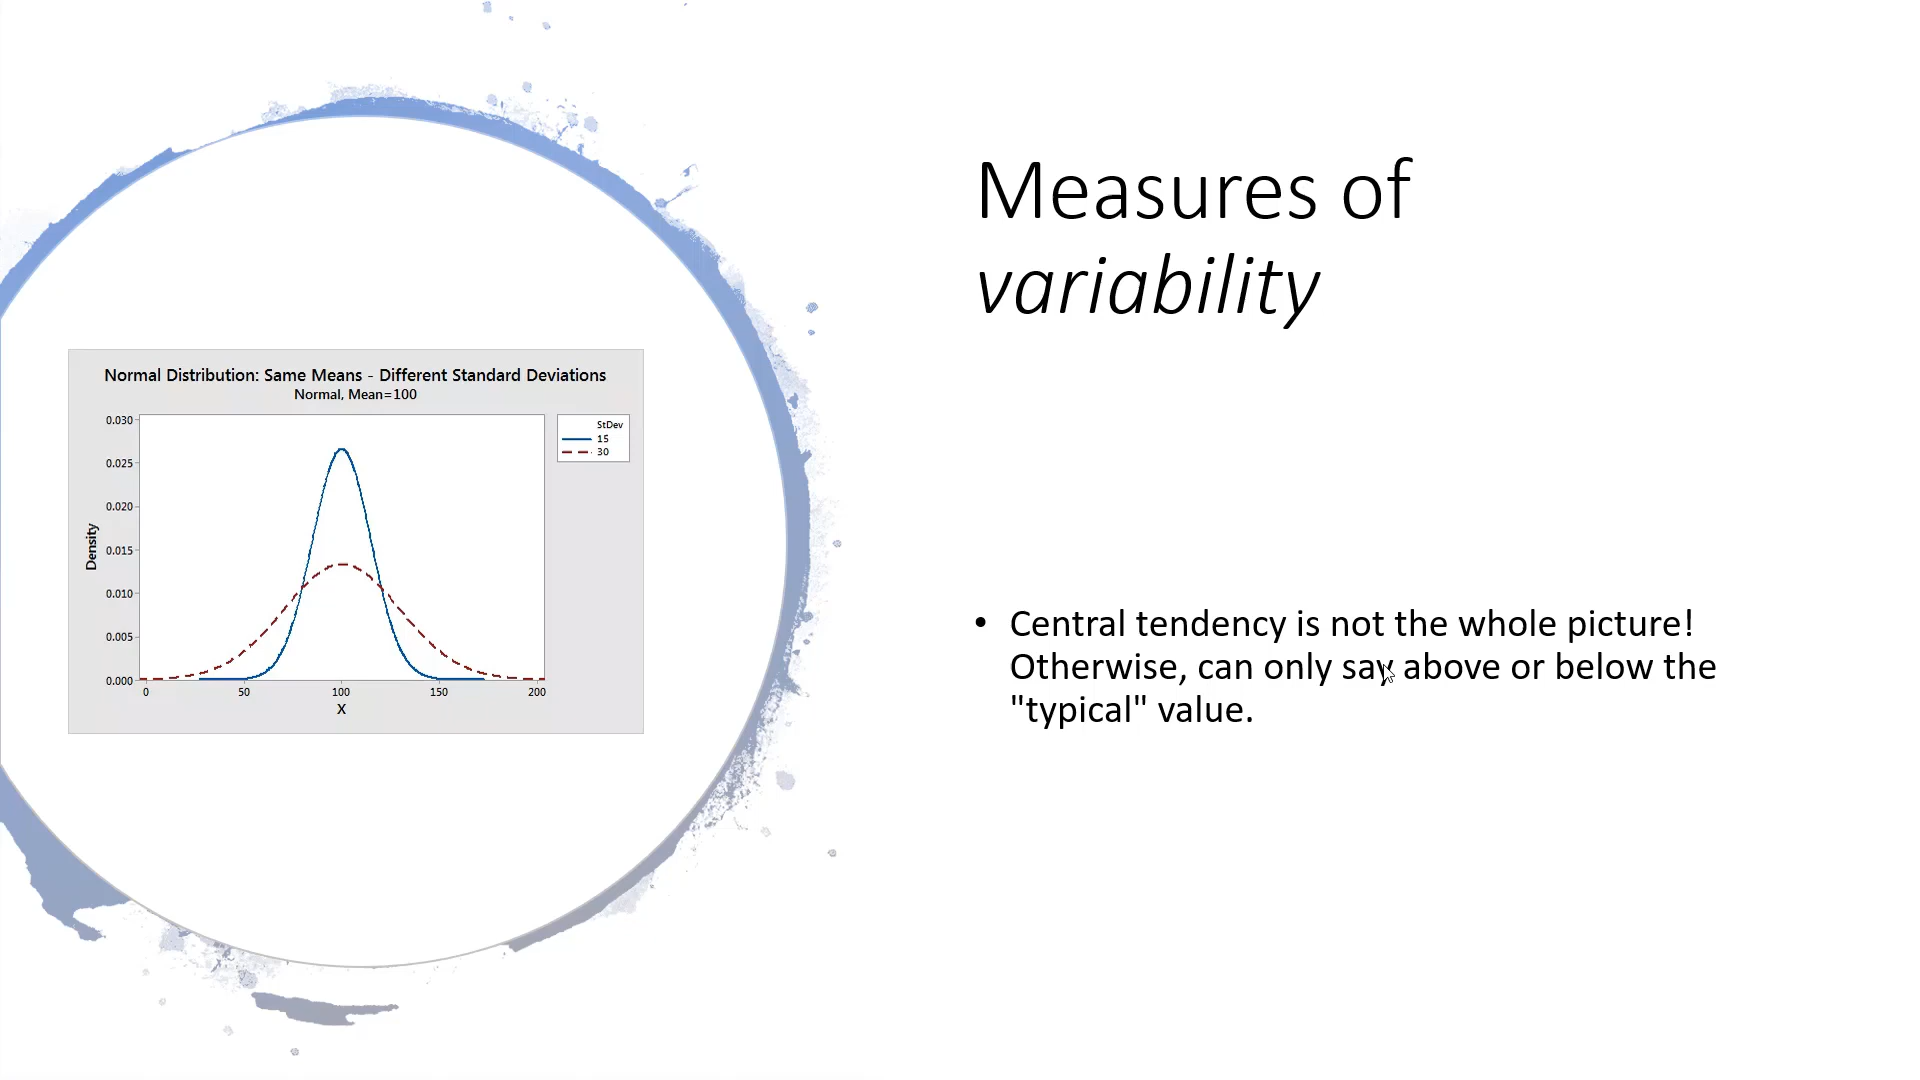 Measures of
variability
Normal Distribution: Same Means - Different Standard Deviations
Normal, Mean=100
0.030
0.025
0.020
0.015
0.010
0.005
0.000
Density
0 50 100 150 200
X
StDev
15
30
• Central tendency is not the whole picture!
Otherwise, can only say above or below the
"typical" value.